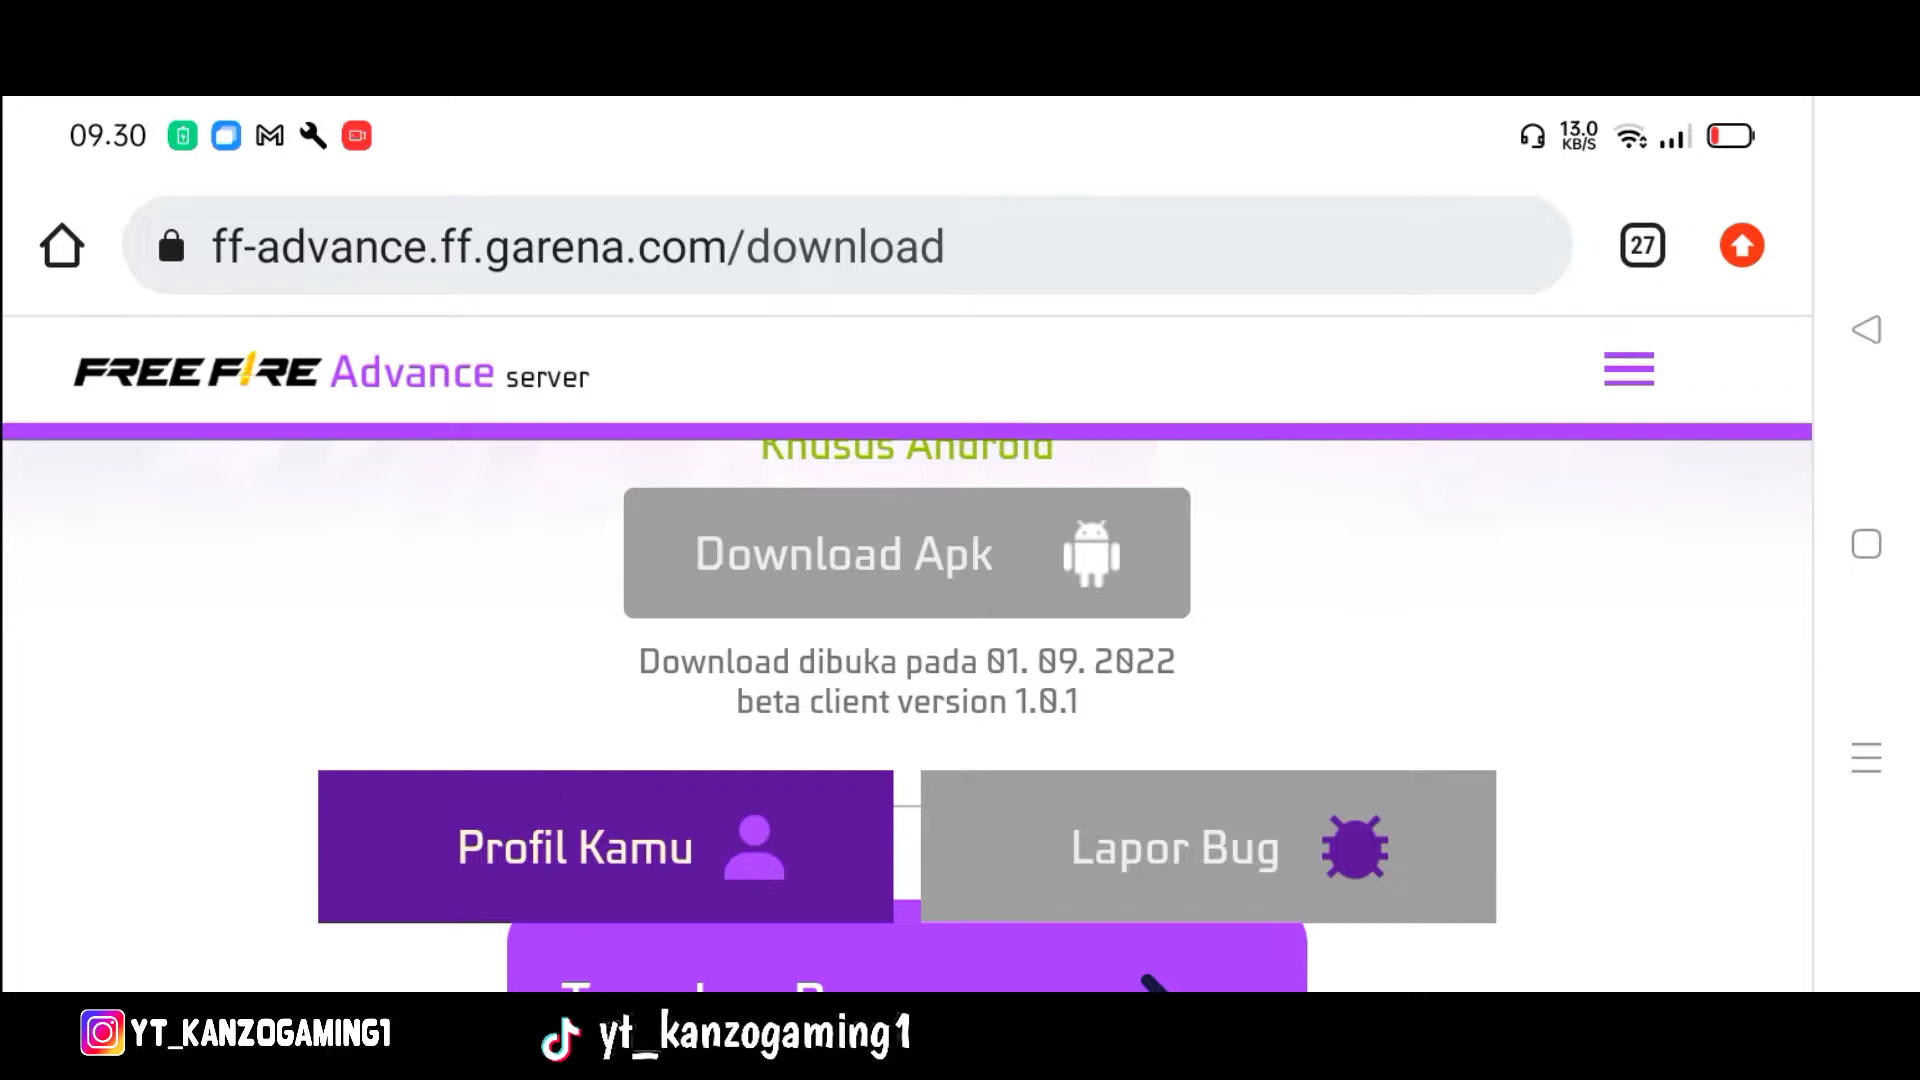 09.30
13.0
KB/S
ff-advance.ff.garena.com/download
27
FREE FIRE Advance server
Khusus Android
Download Apk
Download dibuka pada 01. 09. 2022
beta client version 1.0.1
Profil Kamu
Lapor Bug
YT_KANZOGAMING1
yt_kanzogaming1